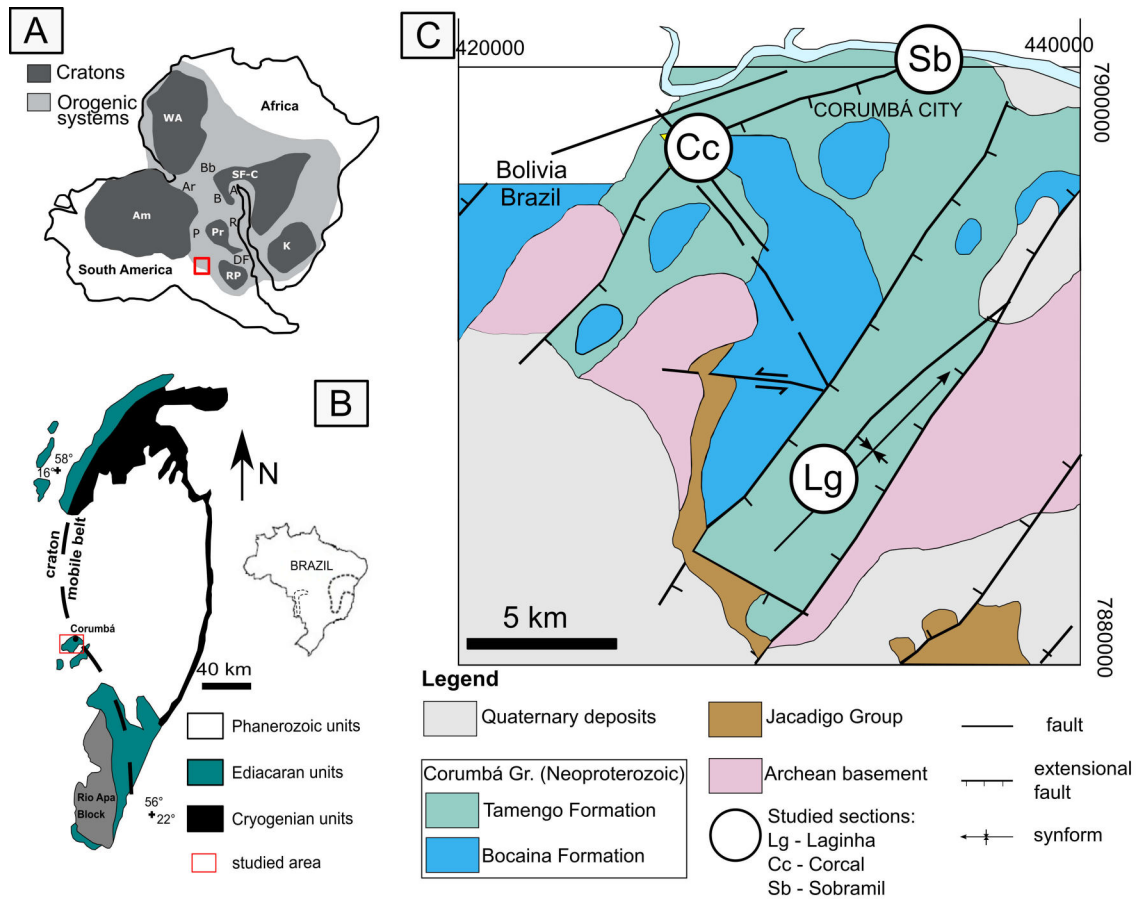 A
Cratons
Orogenic
systems
Africa
WA
Bb
SF-C
Ar
A
B
Am
R
P
Pr
K
DF
South America
RP
B
58°
16°
N
craton
mobile belt
BRAZIL
Corumbá
40 km
Phanerozoic units
Ediacaran units
Rio Apa
Block
56°
22°
Cryogenian units
studied area
C
420000
440000
7900000
Sb
CORUMBÁ CITY
Cc
Bolivia
Brazil
Lg
5 km
7880000
Legend
Quaternary deposits
Corumbá Gr. (Neoproterozoic)
Tamengo Formation
Bocaina Formation
Jacadigo Group
Archean basement
Studied sections:
Lg - Laginha
Cc - Corcal
Sb - Sobramil
fault
extensional
fault
synform